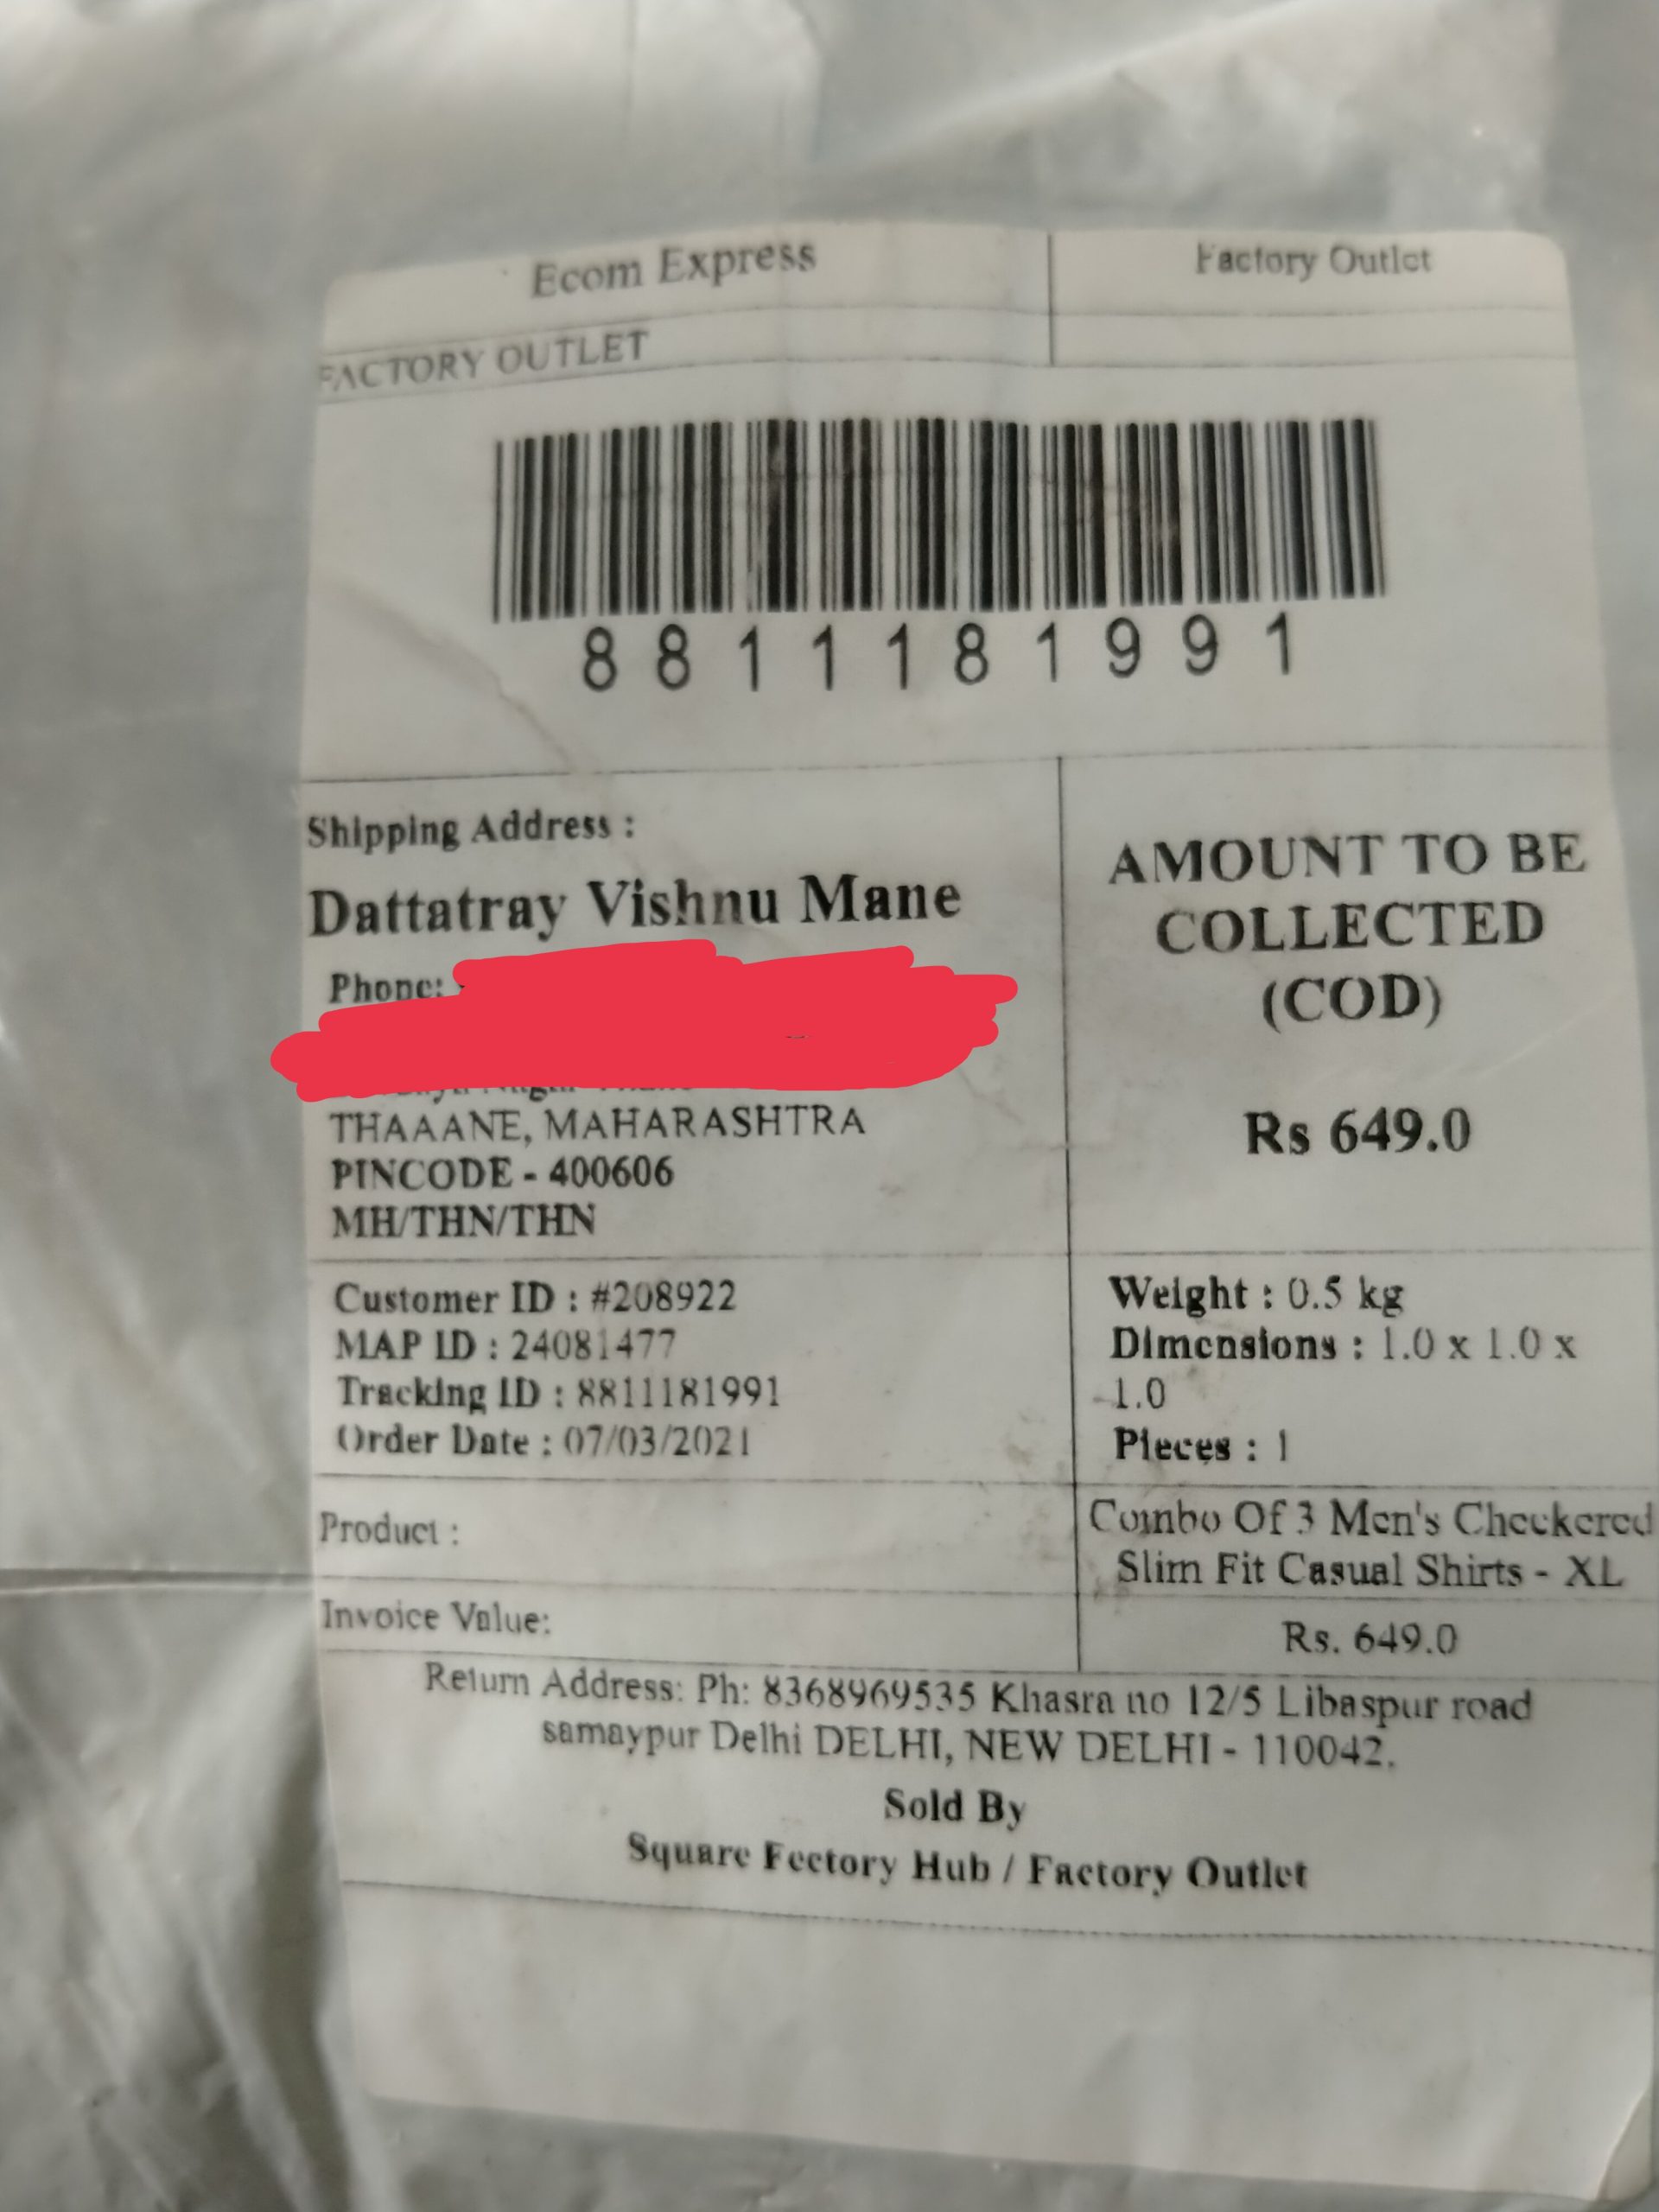 Ecom Express
Factory Outlet
FACTORY OUTLET
8811181991
Shipping Address :
Dattatray Vishnu Mane
Phone:
THAAANE, MAHARASHTRA
PINCODE - 400606
MH/THN/THN
AMOUNT TO BE
COLLECTED
(COD)
Rs 649.0
Customer ID : #208922
MAP ID : 24081477
Tracking ID : 8811181991
Order Date : 07/03/2021
Weight : 0.5 kg
Dimensions : 1.0 x 1.0 x
1.0
Pieces : 1
Product :
Combo Of 3 Men's Checkered
Slim Fit Casual Shirts - XL
Invoice Value:
Rs. 649.0
Return Address: Ph: 8368969535 Khasra no 12/5 Libaspur road
samaypur Delhi DELHI, NEW DELHI - 110042.
Sold By
Square Fectory Hub / Factory Outlet